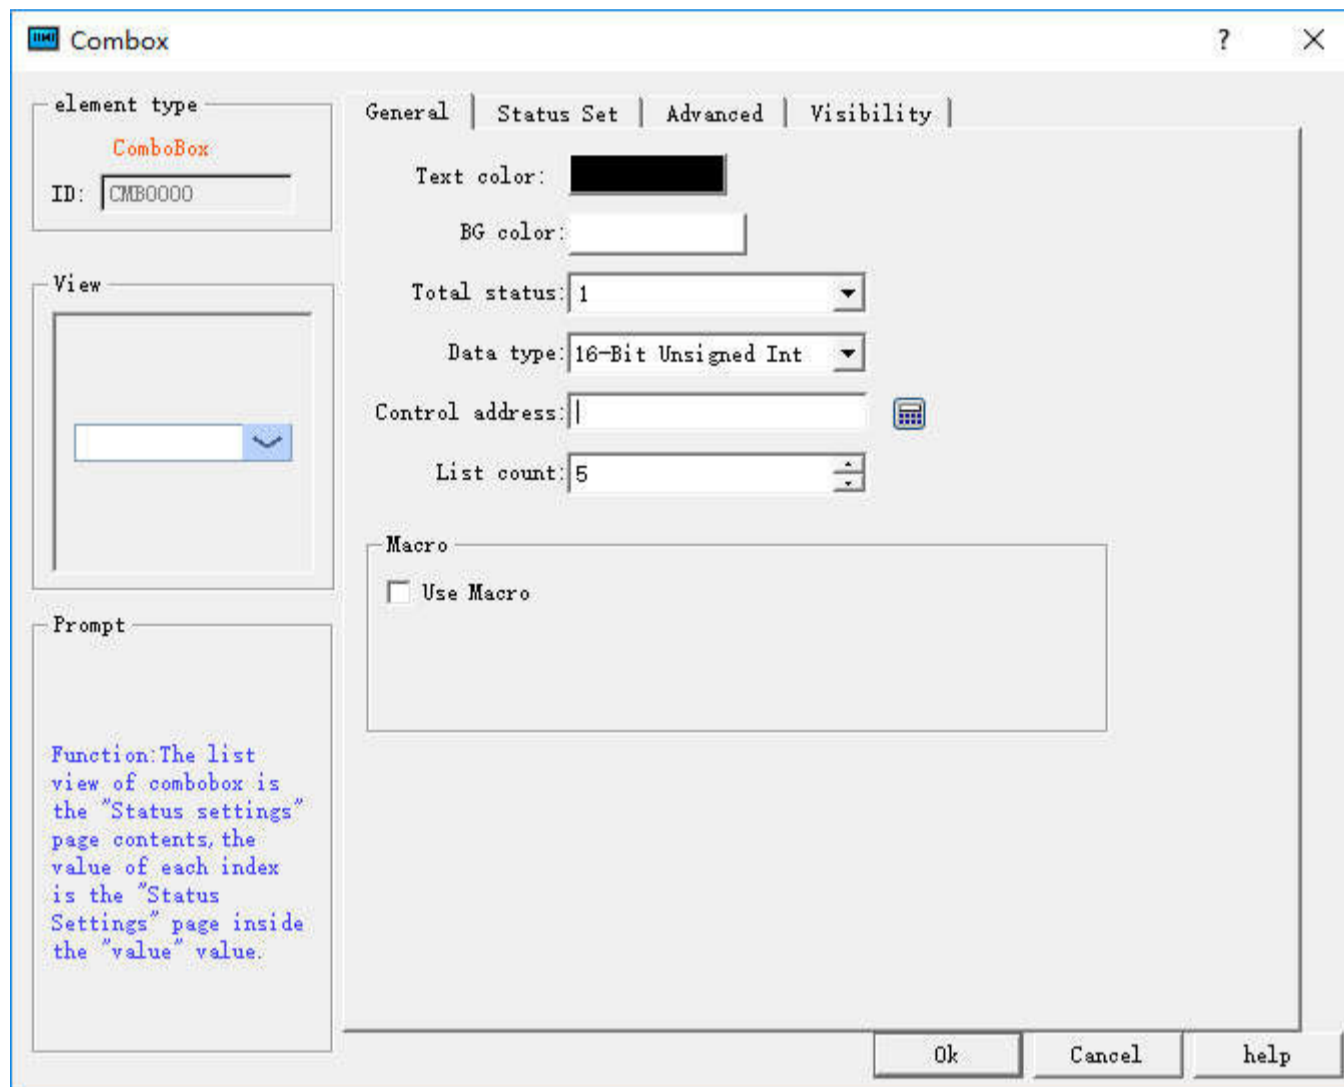 Combox
?
element type
ComboBox
ID: CMB0000
View
Prompt
Function:The list
view of combobox is
the "Status settings"
page contents,the
value of each index
is the "Status
Settings" page inside
the "value" value.
General Status Set Advanced Visibility
Text color:
BG color:
Total status: 1
Data type: 16-Bit Unsigned Int
Control address:
List count: 5
Macro
Use Macro
Ok Cancel help